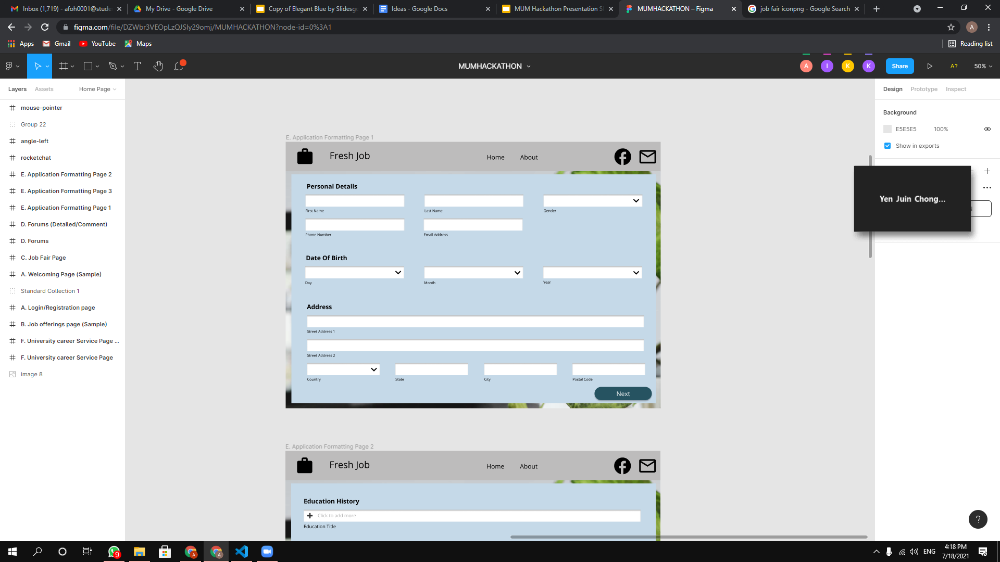 Inbox (1,719) - afoh0001@stude
My Drive - Google Drive
Copy of Elegant Blue by Slidesgo
Ideas - Google Docs
MUM Hackathon Presentation Sl
MUMHACKATHON – Figma
job fair iconpng - Google Search
figma.com/file/DZWbr3VEOpLzQJSIy29omj/MUMHACKATHON?node-id=0%3A1
A
Apps
Gmail
YouTube
Maps
Reading list
MUMHACKATHON
A
I
K
K
Share
A?
50%
Layers
Assets
Home Page
Design
Prototype
Inspect
mouse-pointer
Group 22
angle-left
rocketchat
E. Application Formatting Page 2
E. Application Formatting Page 3
E. Application Formatting Page 1
D. Forums (Detailed/Comment)
D. Forums
C. Job Fair Page
A. Welcoming Page (Sample)
Standard Collection 1
A. Login/Registration page
B. Job offerings page (Sample)
F. University career Service Page ...
F. University career Service Page
image 8
Background
E5E5E5
100%
Show in exports
Yen Juin Chong...
E. Application Formatting Page 1
Fresh Job
Home
About
Personal Details
First Name
Last Name
Gender
Phone Number
Email Address
Date Of Birth
Day
Month
Year
Address
Street Address 1
Street Address 2
Country
State
City
Postal Code
Next
E. Application Formatting Page 2
Fresh Job
Home
About
Education History
Click to add more
Education Title
?
9
A
A
ENG
4:18 PM
7/18/2021